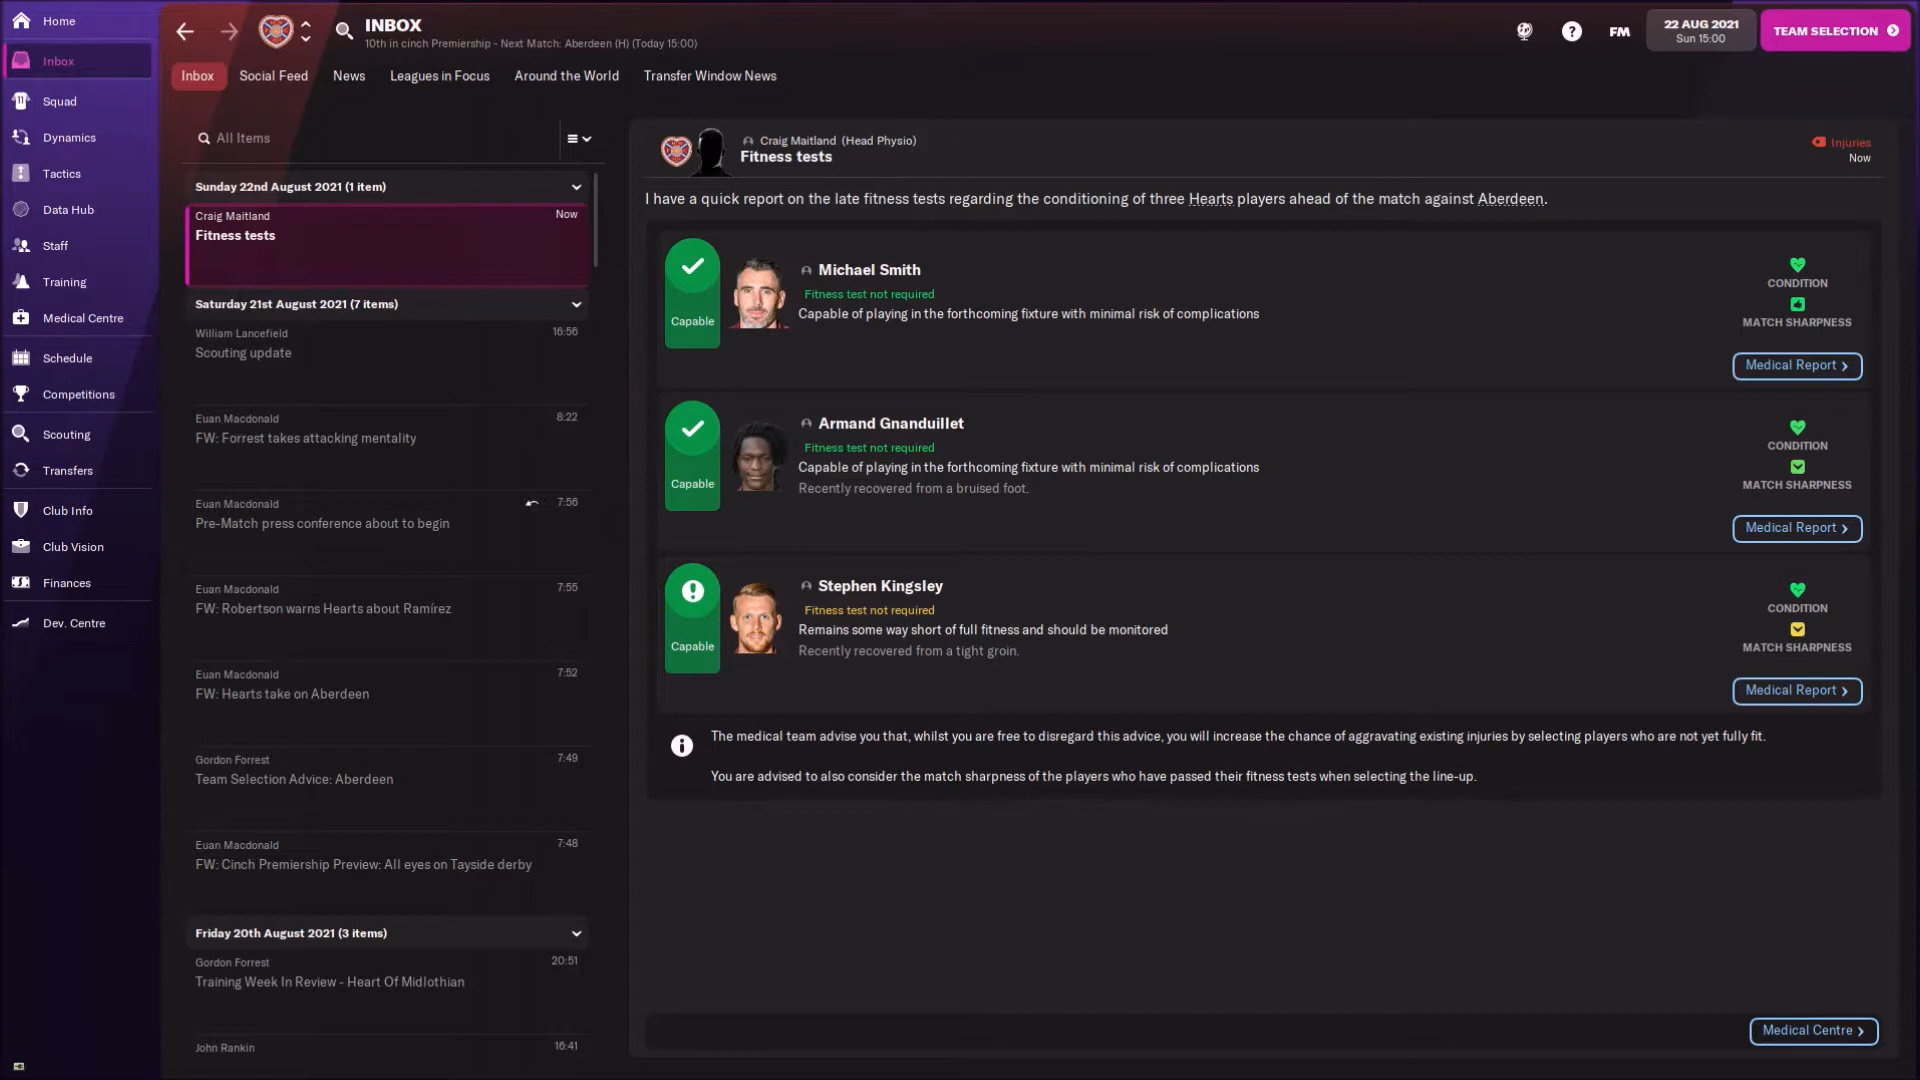 Home
Inbox
Squad
Dynamics
Tactics
Data Hub
Staff
Training
Medical Centre
Schedule
Competitions
Scouting
Transfers
Club Info
Club Vision
Finances
Dev. Centre
INBOX
10th in cinch Premiership - Next Match: Aberdeen (H) (Today 15:00)
FM
22 AUG 2021
Sun 15:00
TEAM SELECTION
Inbox
Social Feed
News
Leagues in Focus
Around the World
Transfer Window News
All Items
Sunday 22nd August 2021 (1 item)
Craig Maitland
Now
Fitness tests
Saturday 21st August 2021 (7 items)
William Lancefield
16:56
Scouting update
Euan Macdonald
8:22
FW: Forrest takes attacking mentality
Euan Macdonald
7:56
Pre-Match press conference about to begin
Euan Macdonald
7:55
FW: Robertson warns Hearts about Ramírez
Euan Macdonald
7:52
FW: Hearts take on Aberdeen
Gordon Forrest
7:49
Team Selection Advice: Aberdeen
Euan Macdonald
7:48
FW: Cinch Premiership Preview: All eyes on Tayside derby
Friday 20th August 2021 (3 items)
Gordon Forrest
20:51
Training Week In Review - Heart Of Midlothian
John Rankin
16:41
Craig Maitland (Head Physio)
Fitness tests
Injuries
Now
I have a quick report on the late fitness tests regarding the conditioning of three Hearts players ahead of the match against Aberdeen.
Capable
Michael Smith
Fitness test not required
Capable of playing in the forthcoming fixture with minimal risk of complications
CONDITION
MATCH SHARPNESS
Medical Report
Capable
Armand Gnanduillet
Fitness test not required
Capable of playing in the forthcoming fixture with minimal risk of complications
Recently recovered from a bruised foot.
CONDITION
MATCH SHARPNESS
Medical Report
Capable
Stephen Kingsley
Fitness test not required
Remains some way short of full fitness and should be monitored
Recently recovered from a tight groin.
CONDITION
MATCH SHARPNESS
Medical Report
The medical team advise you that, whilst you are free to disregard this advice, you will increase the chance of aggravating existing injuries by selecting players who are not yet fully fit.
You are advised to also consider the match sharpness of the players who have passed their fitness tests when selecting the line-up.
Medical Centre